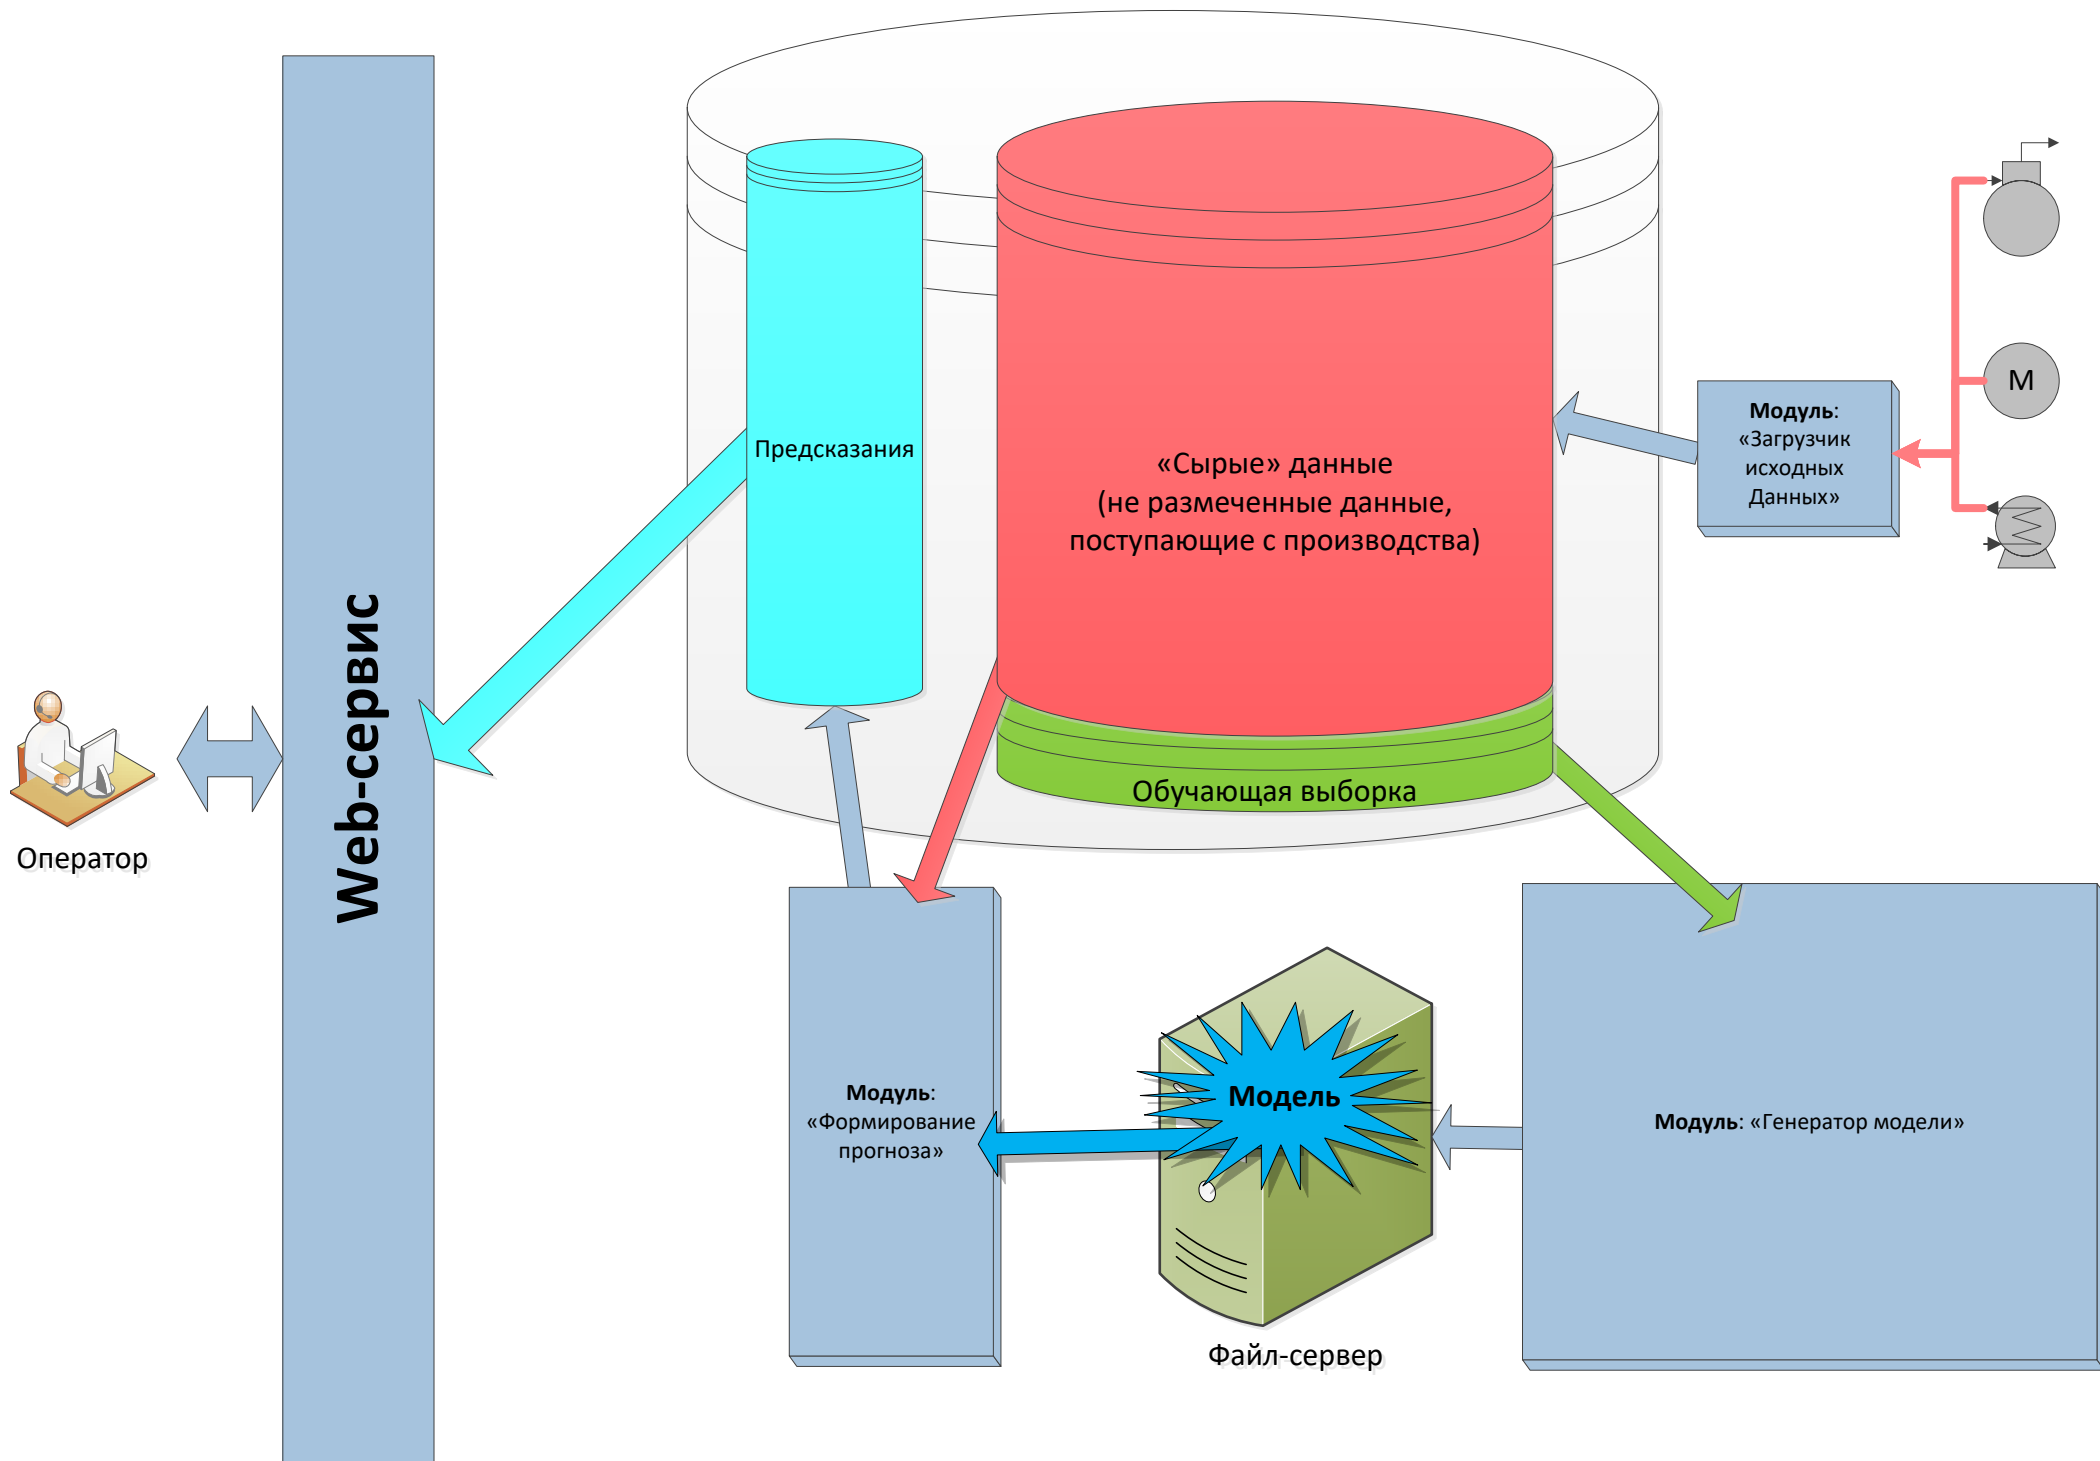 Предсказания
«Сырые» данные
(не размеченные данные,
поступающие с производства)
Обучающая выборка
Модуль:
«Загрузчик
исходных
Данных»
М
Web-сервис
Оператор
Модуль:
«Формирование
прогноза»
Модель
Файл-сервер
Модуль: «Генератор модели»